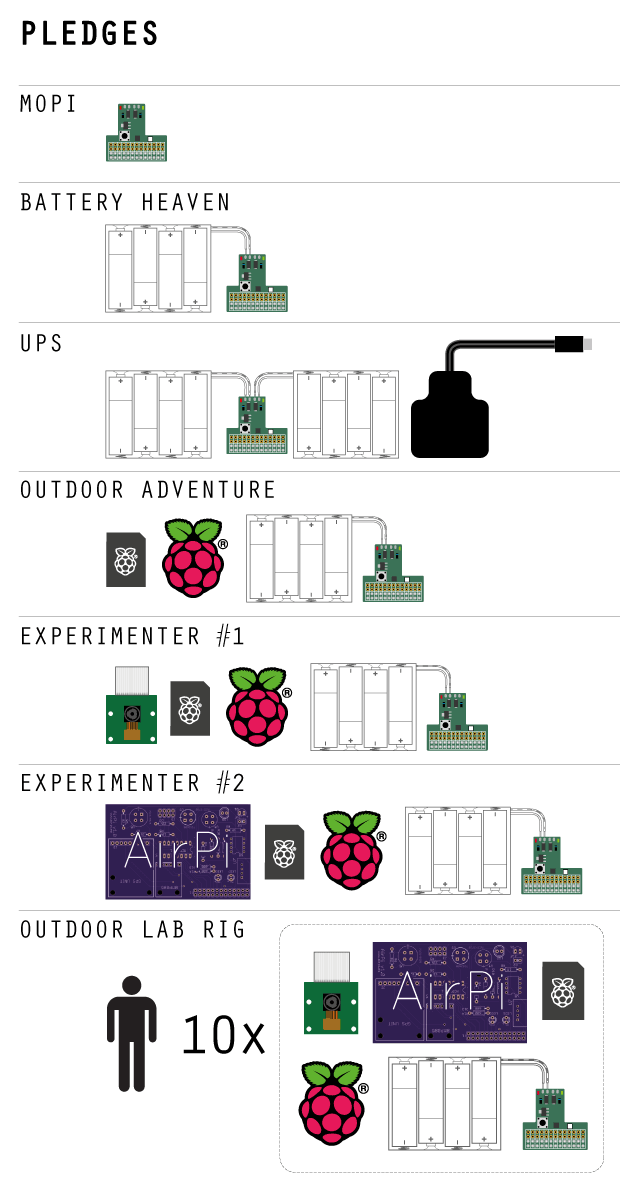 PLEDGES
MOPI
BATTERY HEAVEN
UPS
OUTDOOR ADVENTURE
®
EXPERIMENTER #1
®
EXPERIMENTER #2
AirPi
®
OUTDOOR LAB RIG
AirPi
10x
®